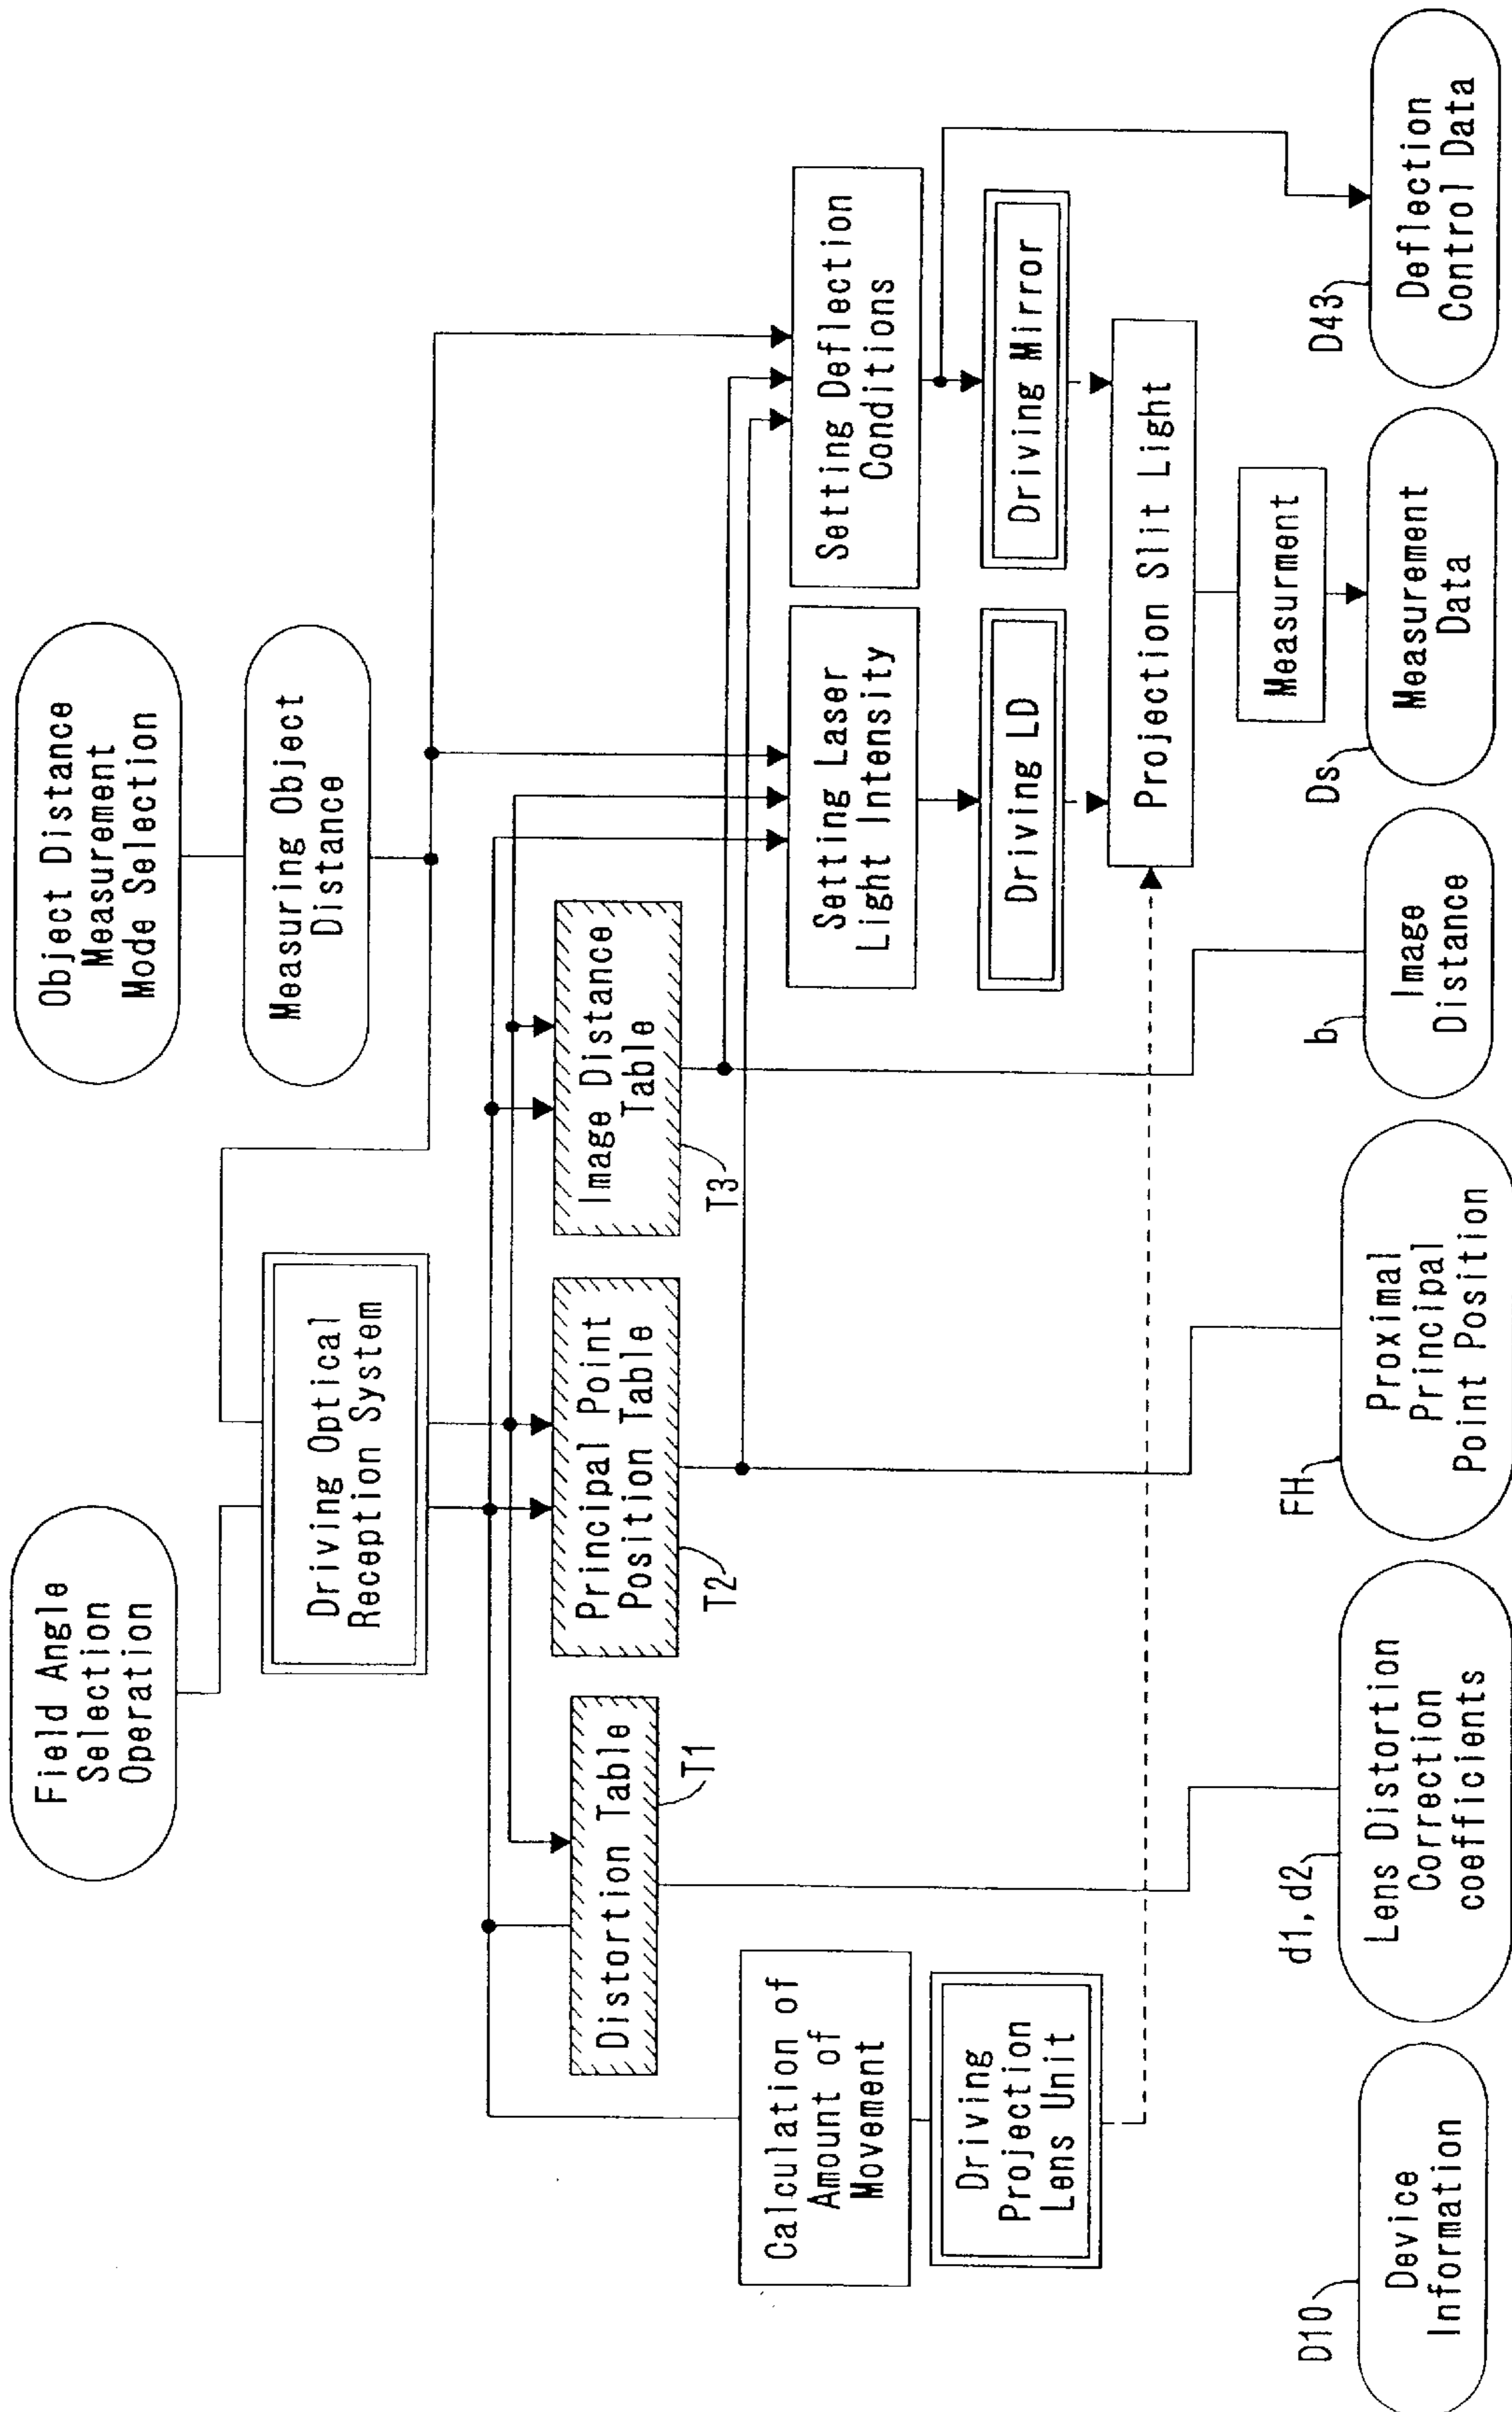 Field Angle
Selection
Operation
Object Distance
Measurement
Mode Selection
Driving Optical
Reception System
Measuring Object
Distance
Distortion Table
T1
Principal Point
Position Table
T2
Image Distance
Table
T3
Calculation of
Amount of
Movement
Setting Laser
Light Intensity
Setting Deflection
Conditions
Driving
Projection
Lens Unit
Driving LD
Driving Mirror
Projection Slit Light
Measurment
D10
Device
Information
d1,d2
Lens Distortion
Correction
coefficients
FH
Proximal
Principal
Point Position
b
Image
Distance
Ds
Measurement
Data
D43
Deflection
Control Data